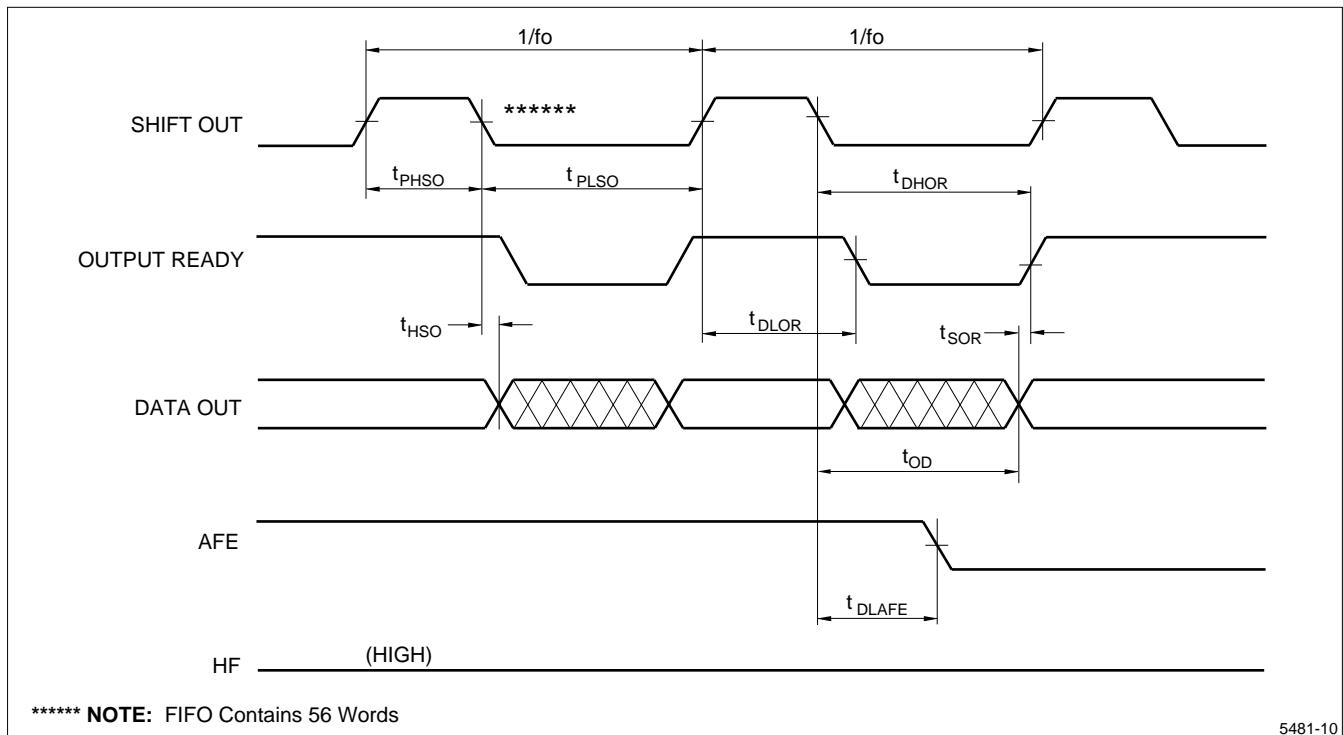 1/fo 1/fo
SHIFT OUT ******
tPHSO tPLSO tDHOR
OUTPUT READY
tHSO tDLOR tSOR
DATA OUT
tOD
AFE
tDLAFE
HF (HIGH)
****** NOTE: FIFO Contains 56 Words
5481-10